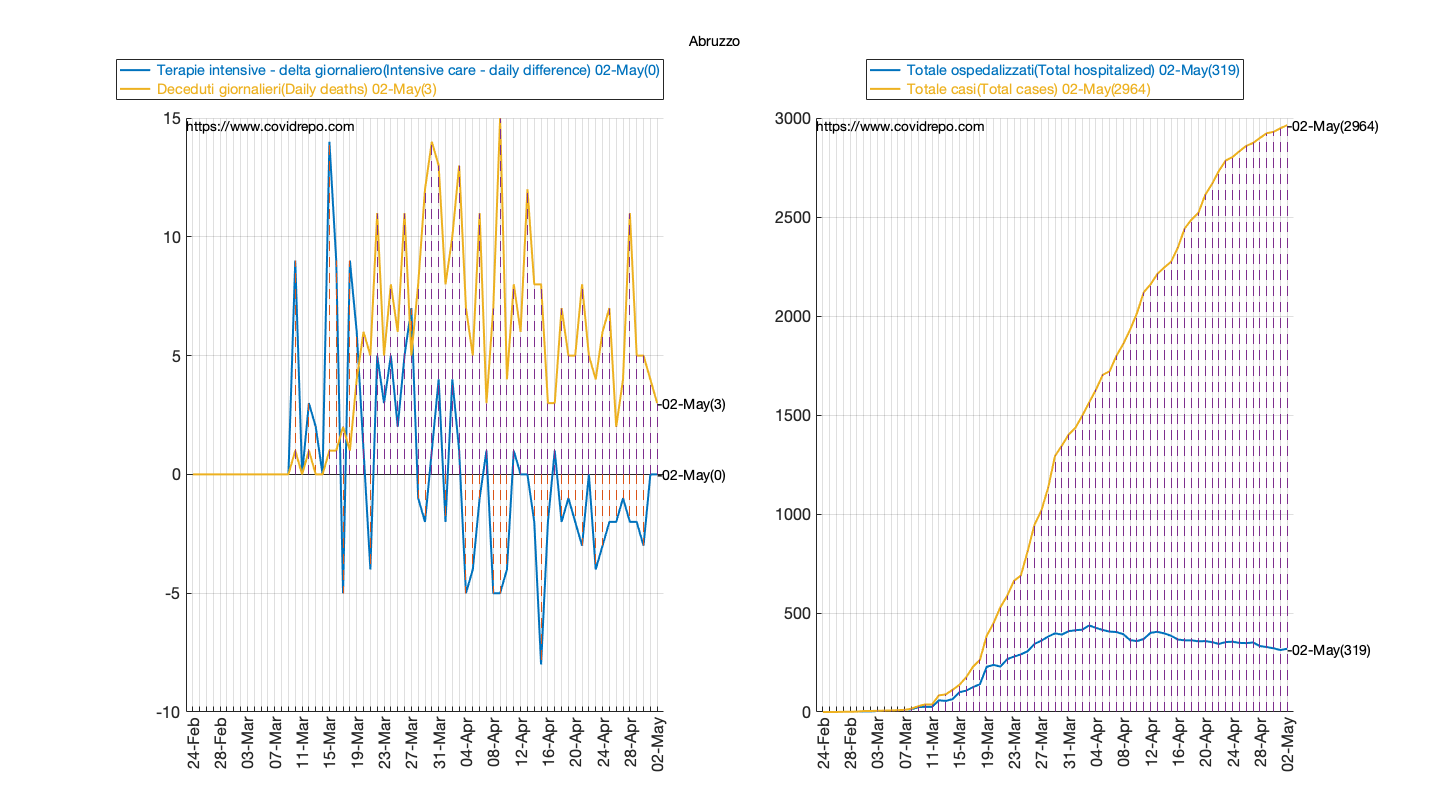 Abruzzo
Terapie intensive - delta giornaliero(Intensive care - daily difference) 02-May(0)
Deceduti giornalieri(Daily deaths) 02-May(3)
15
https://www.covidrepo.com
10
5
0
-5
-10
02-May(3)
02-May(0)
24-Feb
28-Feb
03-Mar
07-Mar
11-Mar
15-Mar
19-Mar
23-Mar
27-Mar
31-Mar
04-Apr
08-Apr
12-Apr
16-Apr
20-Apr
24-Apr
28-Apr
02-May
Totale ospedalizzati(Total hospitalized) 02-May(319)
Totale casi(Total cases) 02-May(2964)
3000
https://www.covidrepo.com
2500
2000
1500
1000
500
0
02-May(2964)
02-May(319)
24-Feb
28-Feb
03-Mar
07-Mar
11-Mar
15-Mar
19-Mar
23-Mar
27-Mar
31-Mar
04-Apr
08-Apr
12-Apr
16-Apr
20-Apr
24-Apr
28-Apr
02-May